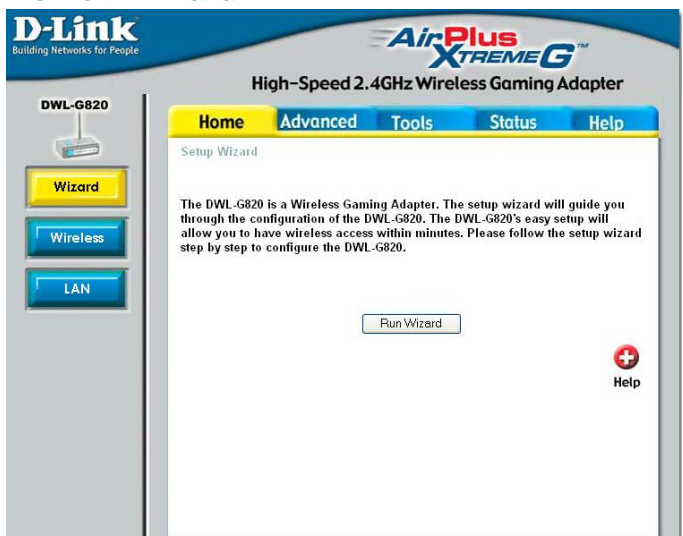 D-Link
Building Networks for People
AirPlus
XTREME G™
High-Speed 2.4GHz Wireless Gaming Adapter
DWL-G820
Home Advanced Tools Status Help
Setup Wizard
Wizard
Wireless
LAN
The DWL-G820 is a Wireless Gaming Adapter. The setup wizard will guide you
through the configuration of the DWL-G820. The DWL-G820's easy setup will
allow you to have wireless access within minutes. Please follow the setup wizard
step by step to configure the DWL-G820.
Run Wizard
Help